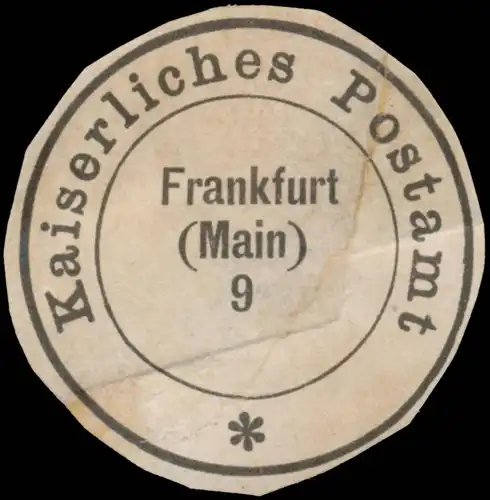 Kaiserliches Postamt
Frankfurt
(Main)
9
*